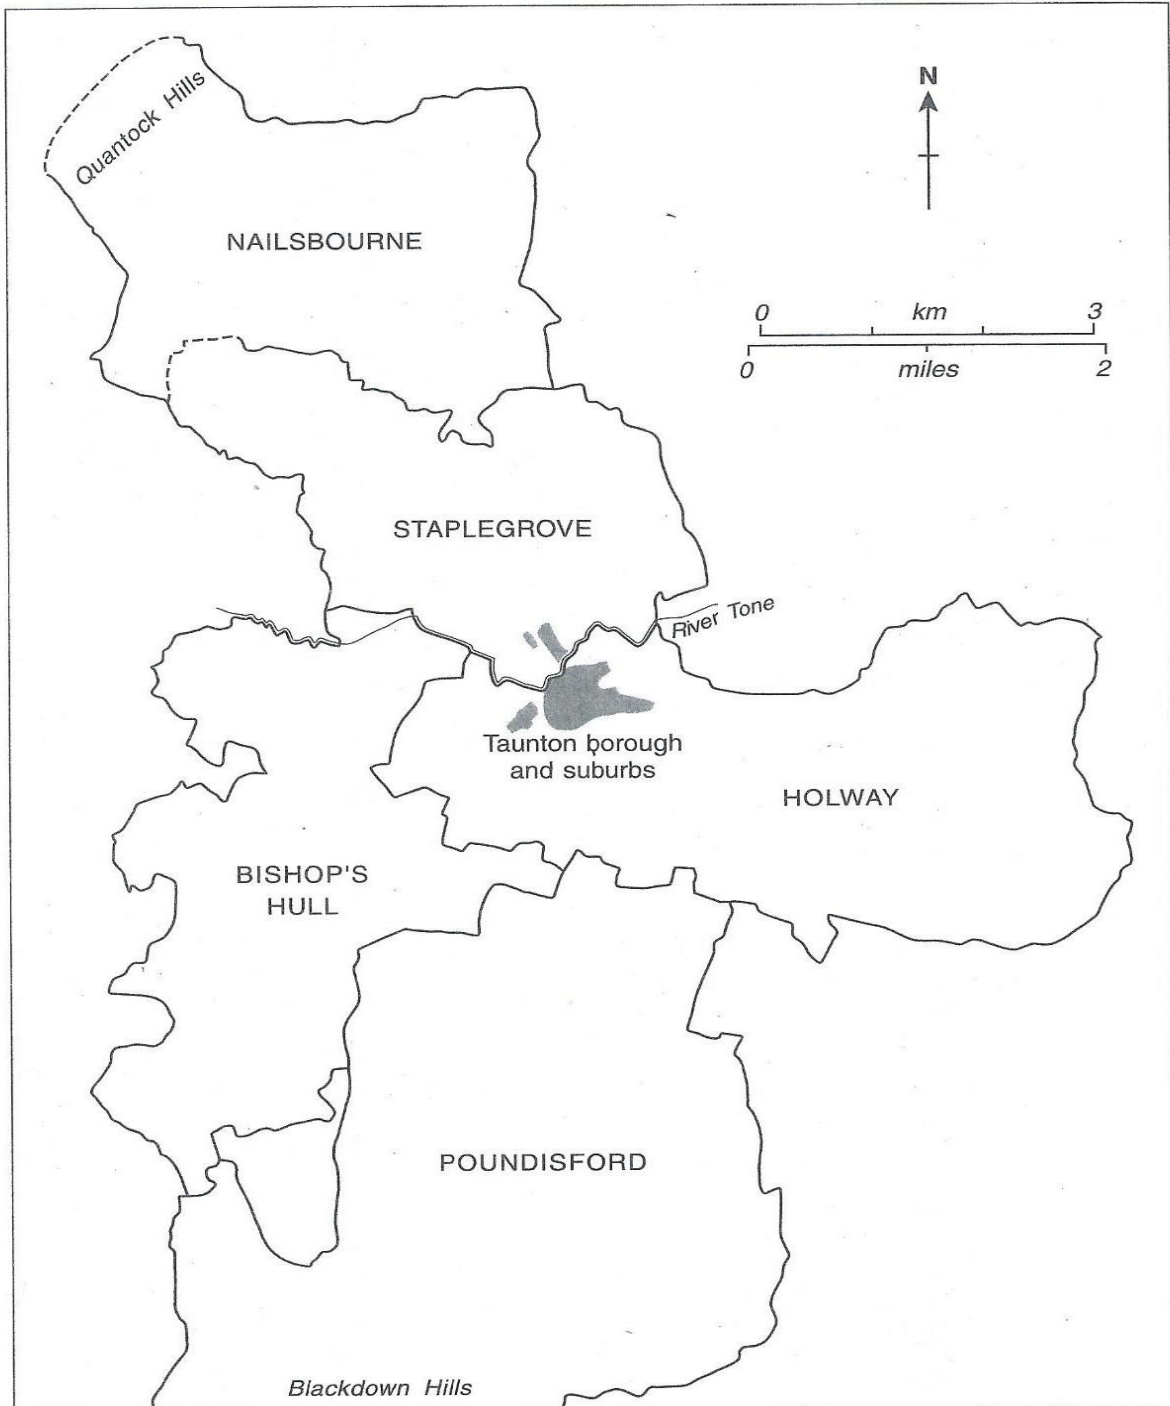 Quantock Hills
N
NAILSBOURNE
0 km 3
0 miles 2
STAPLEGROVE
River Tone
Taunton borough
and suburbs
HOLWAY
BISHOP'S
HULL
POUNDISFORD
Blackdown Hills